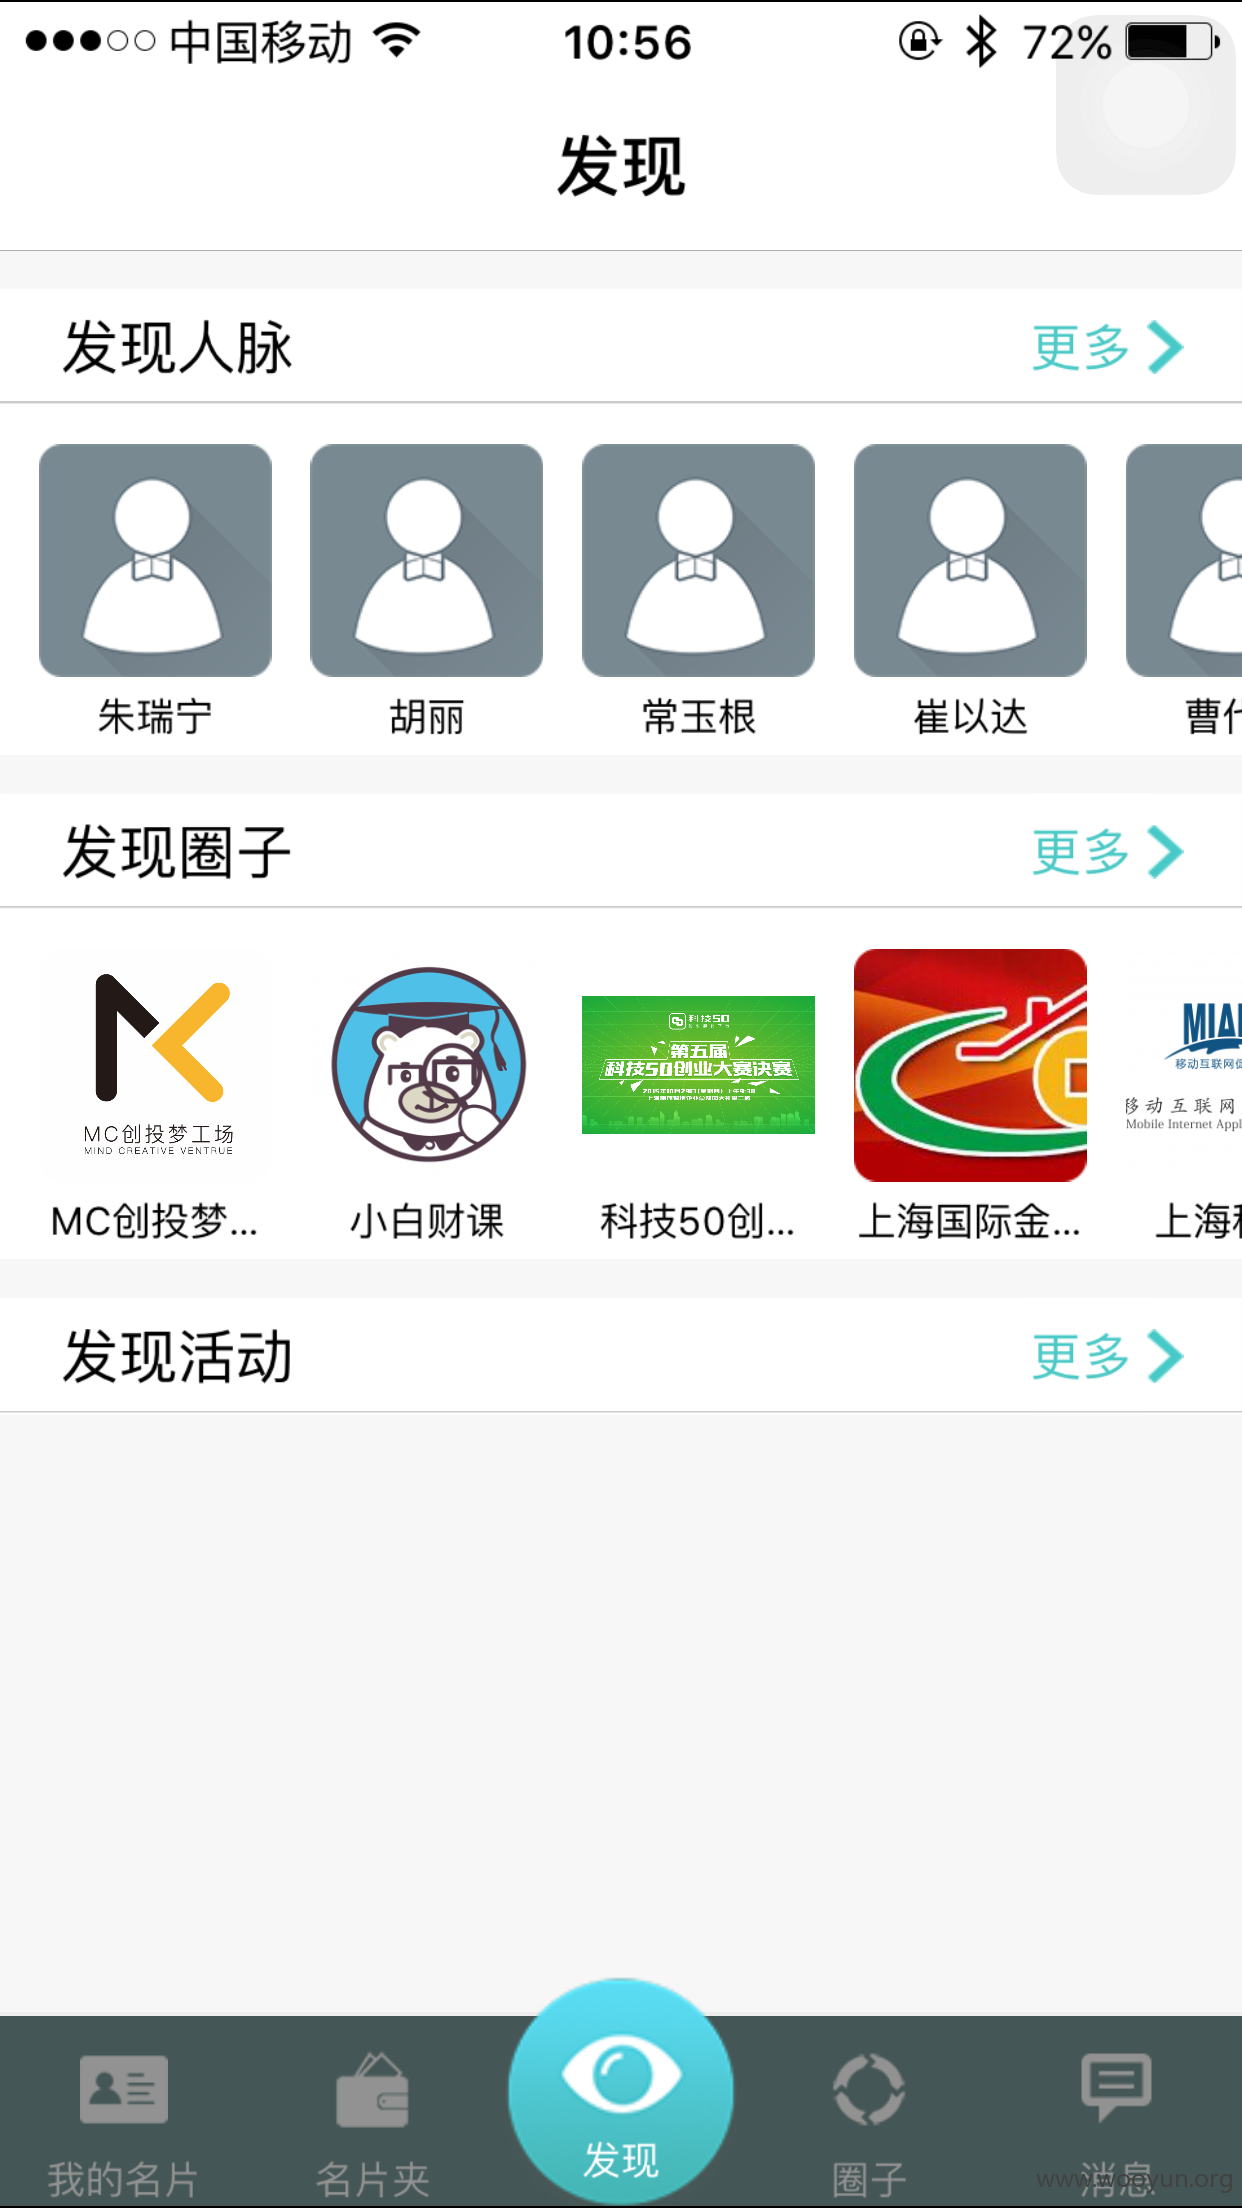 中国移动 10:56 72%
发现
发现人脉 更多
朱瑞宁 胡丽 常玉根 崔以达 曹
发现圈子 更多
MC创投梦工场
MIND CREATIVE VENTRUE
科技50
第五届
科技50创业大赛决赛
MIA
移动互联网
移动互联网
Mobile Internet Appl
MC创投梦... 小白财课 科技50创... 上海国际金... 上海
发现活动 更多
我的名片 名片夹 发现 圈子 消息
www.wooyun.org